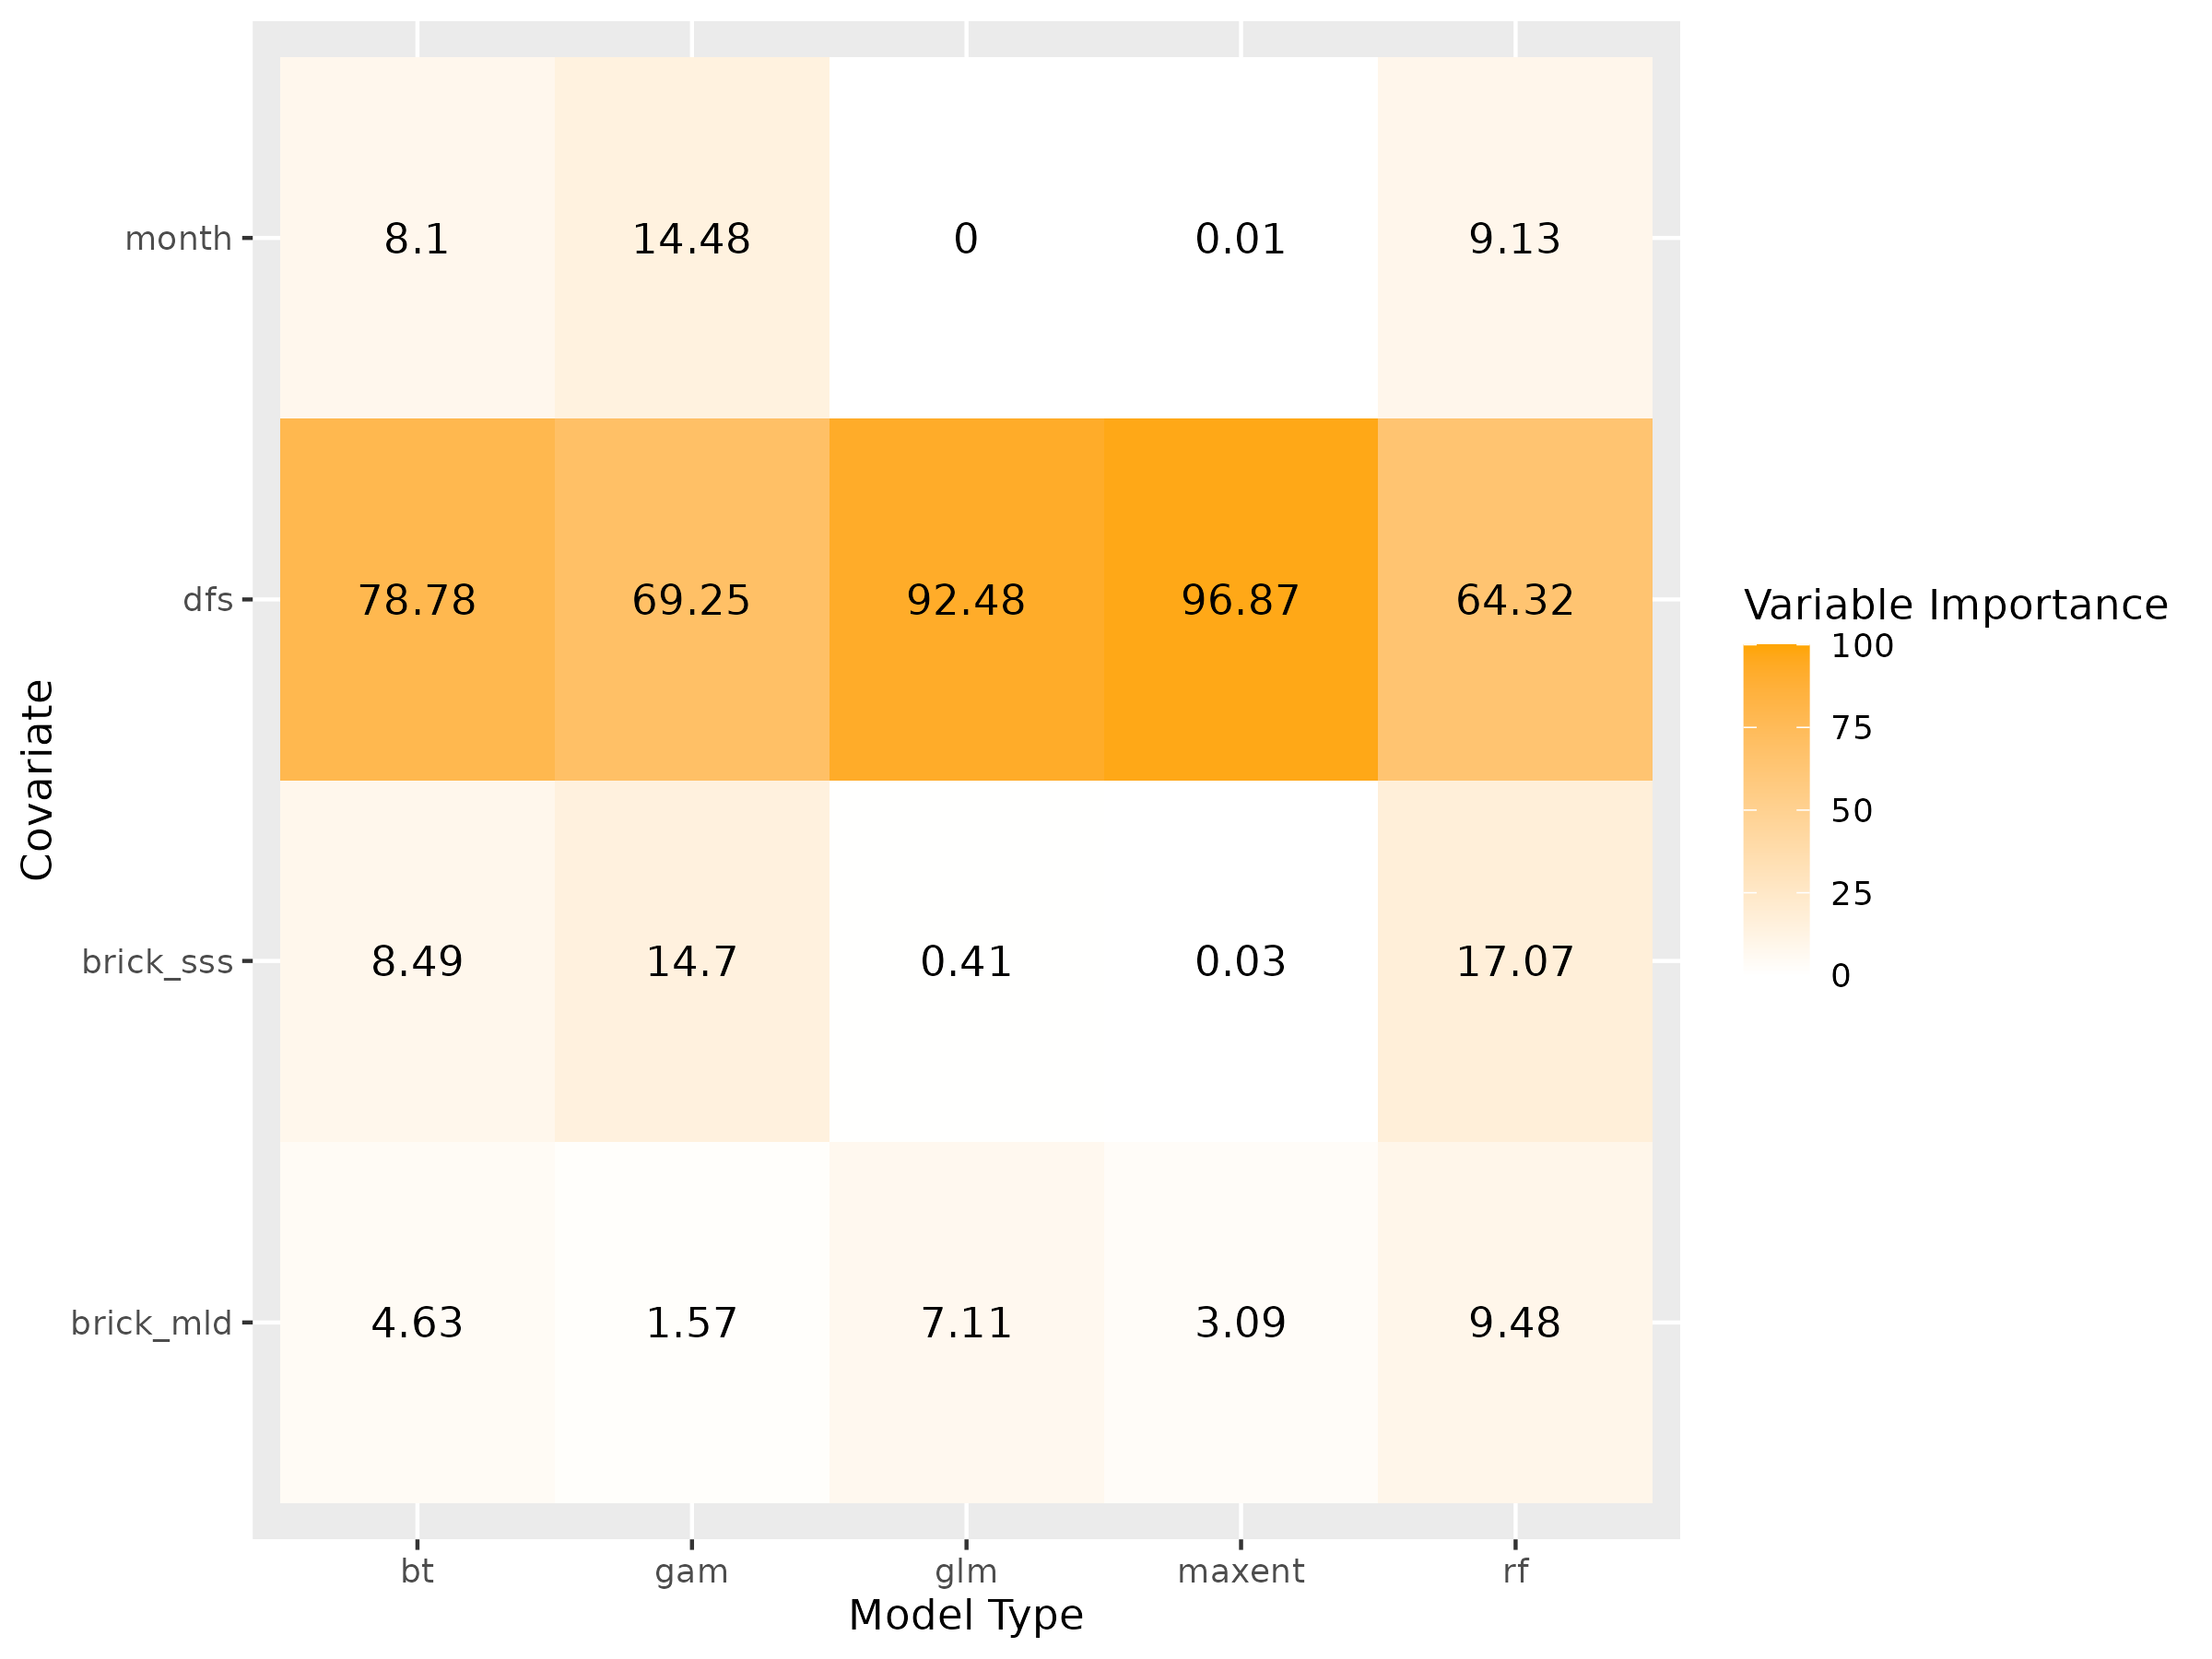 month 8.1 14.48 0 0.01 9.13
dfs 78.78 69.25 92.48 96.87 64.32
brick_sss 8.49 14.7 0.41 0.03 17.07
brick_mld 4.63 1.57 7.11 3.09 9.48
bt gam glm maxent rf
Model Type
Covariate
Variable Importance
100
75
50
25
0